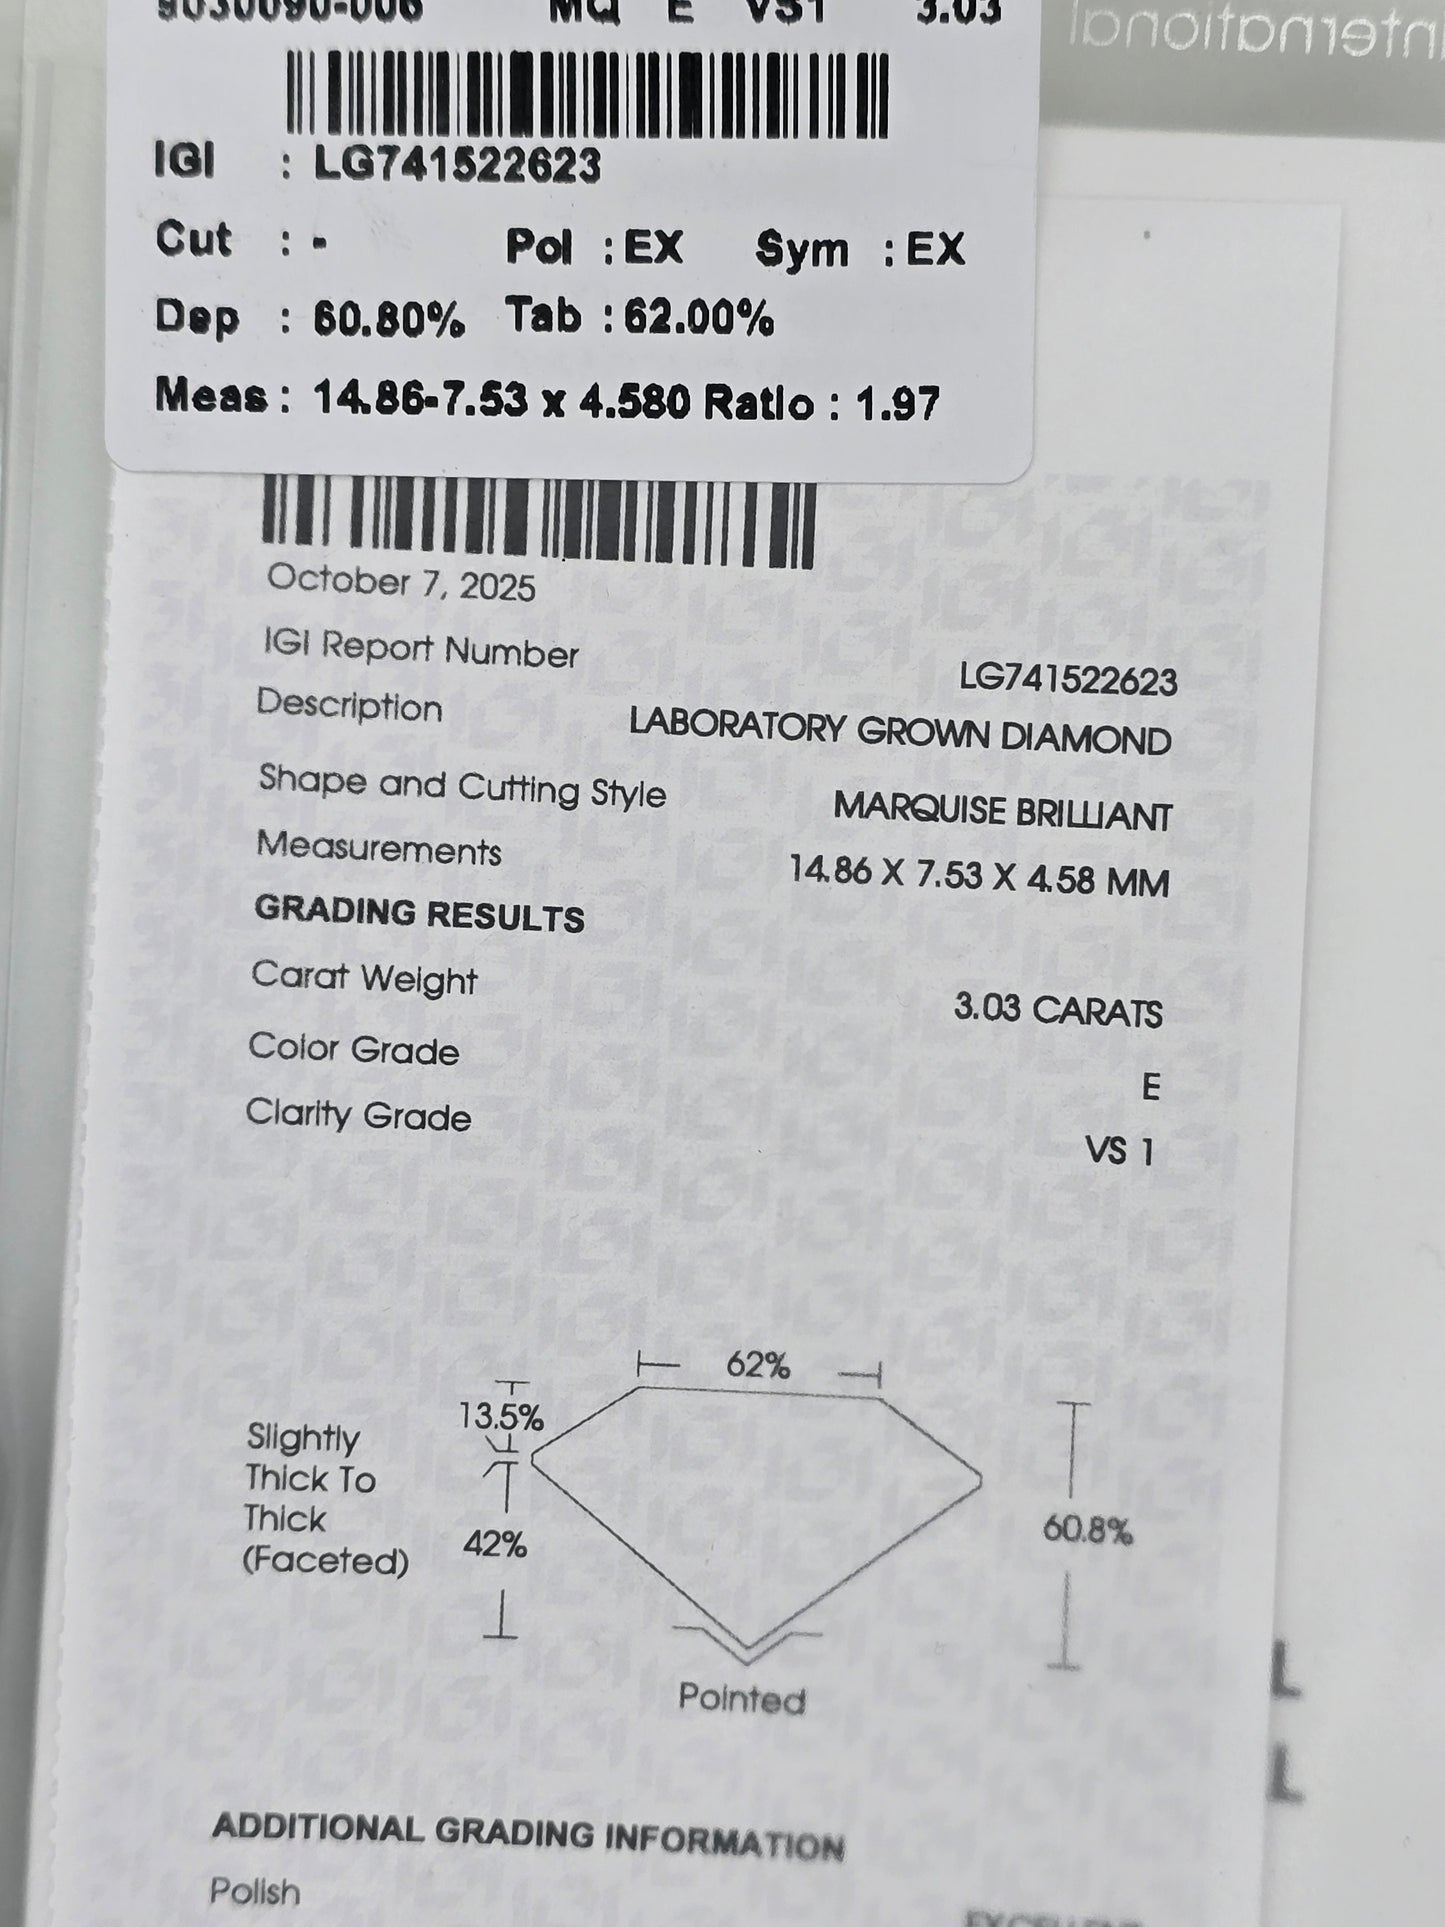 9030090-006 MQ E VS1 3.03
International
IGI : LG741522623
Cut : - Pol : EX Sym : EX
Dep : 60.80% Tab : 62.00%
Meas : 14.86-7.53 x 4.580 Ratio : 1.97
October 7, 2025
IGI Report Number LG741522623
Description LABORATORY GROWN DIAMOND
Shape and Cutting Style MARQUISE BRILLIANT
Measurements 14.86 X 7.53 X 4.58 MM
GRADING RESULTS
Carat Weight 3.03 CARATS
Color Grade E
Clarity Grade VS 1
62%
13.5%
Slightly
Thick To
Thick
(Faceted)
42%
60.8%
Pointed
L
L
ADDITIONAL GRADING INFORMATION
Polish EXCELLENT